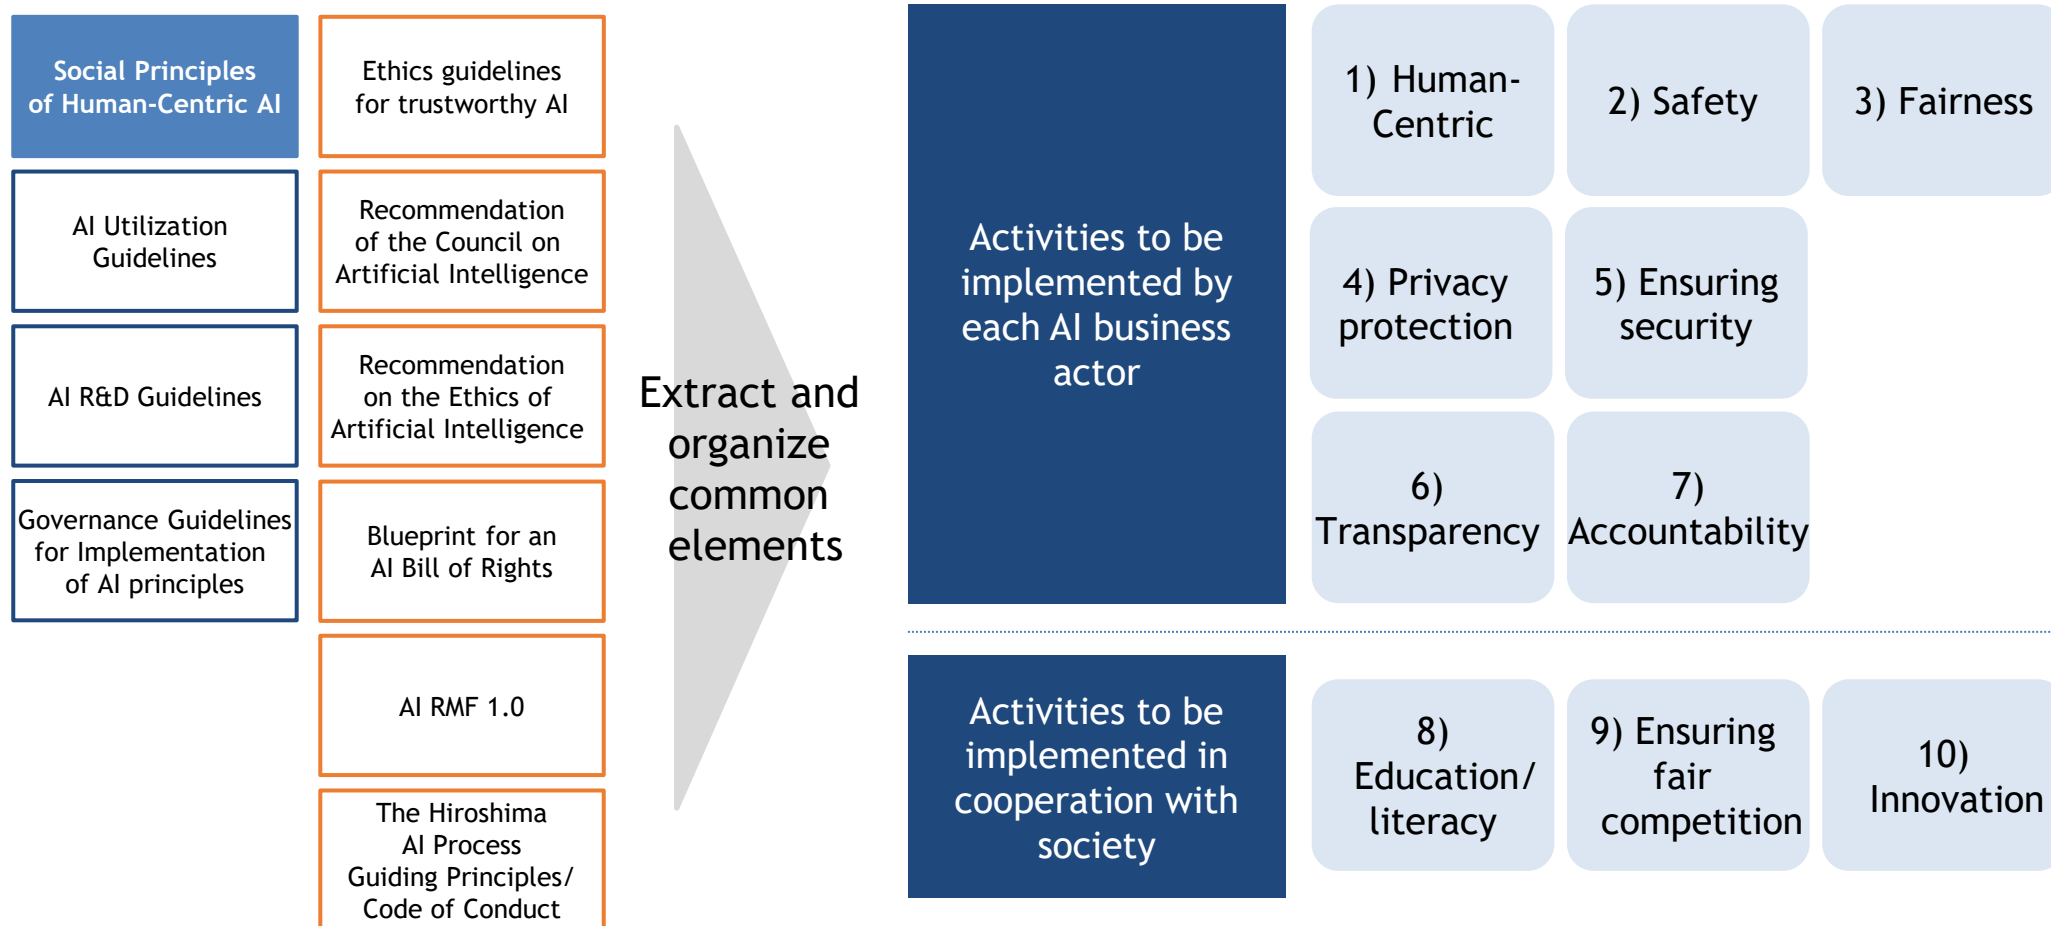 Social Principles
of Human-Centric AI
AI Utilization
Guidelines
AI R&D Guidelines
Governance Guidelines
for Implementation
of AI principles
Ethics guidelines
for trustworthy AI
Recommendation
of the Council on
Artificial Intelligence
Recommendation
on the Ethics of
Artificial Intelligence
Blueprint for an
AI Bill of Rights
AI RMF 1.0
The Hiroshima
AI Process
Guiding Principles/
Code of Conduct
Extract and
organize
common
elements
Activities to be
implemented by
each AI business
actor
1) Human-
Centric
2) Safety
3) Fairness
4) Privacy
protection
5) Ensuring
security
6)
Transparency
7)
Accountability
Activities to be
implemented in
cooperation with
society
8)
Education/
literacy
9) Ensuring
fair
competition
10)
Innovation